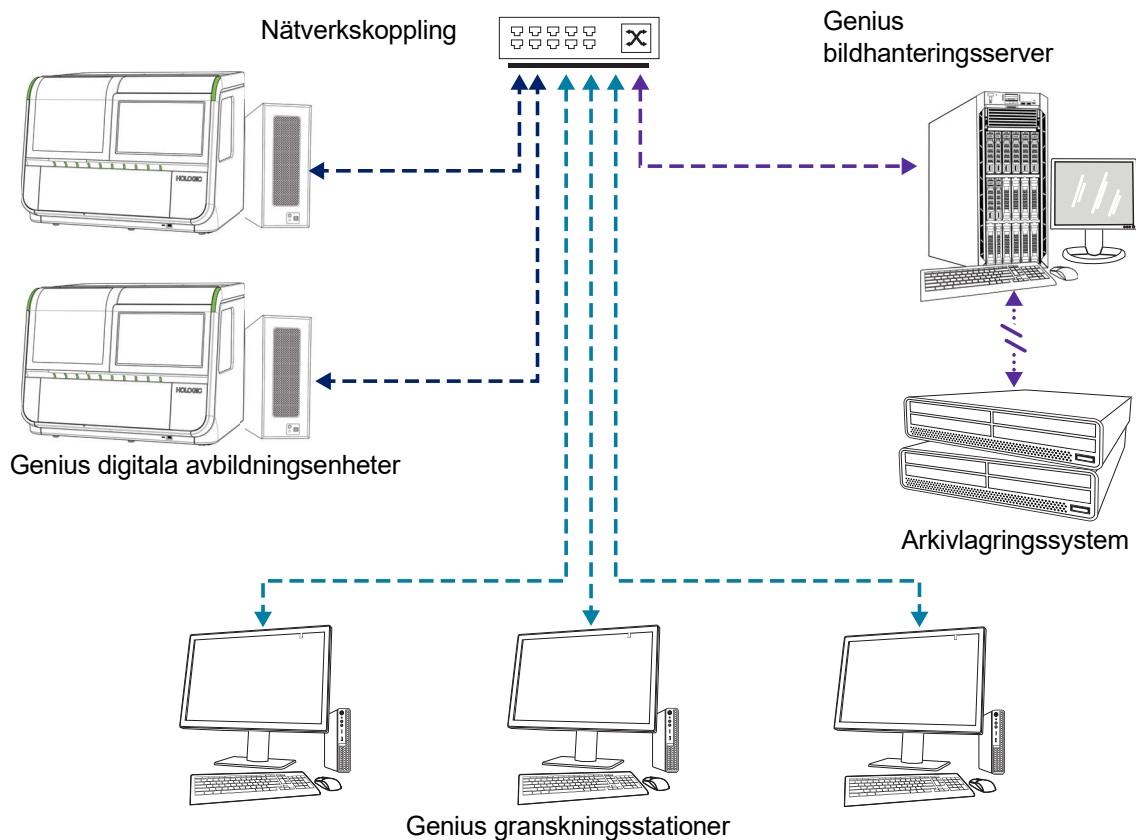 Nätverkskoppling
Genius
bildhanteringsserver
HOLOGIC
HOLOGIC
Genius digitala avbildningsenheter
Arkivlagringssystem
Genius granskningsstationer